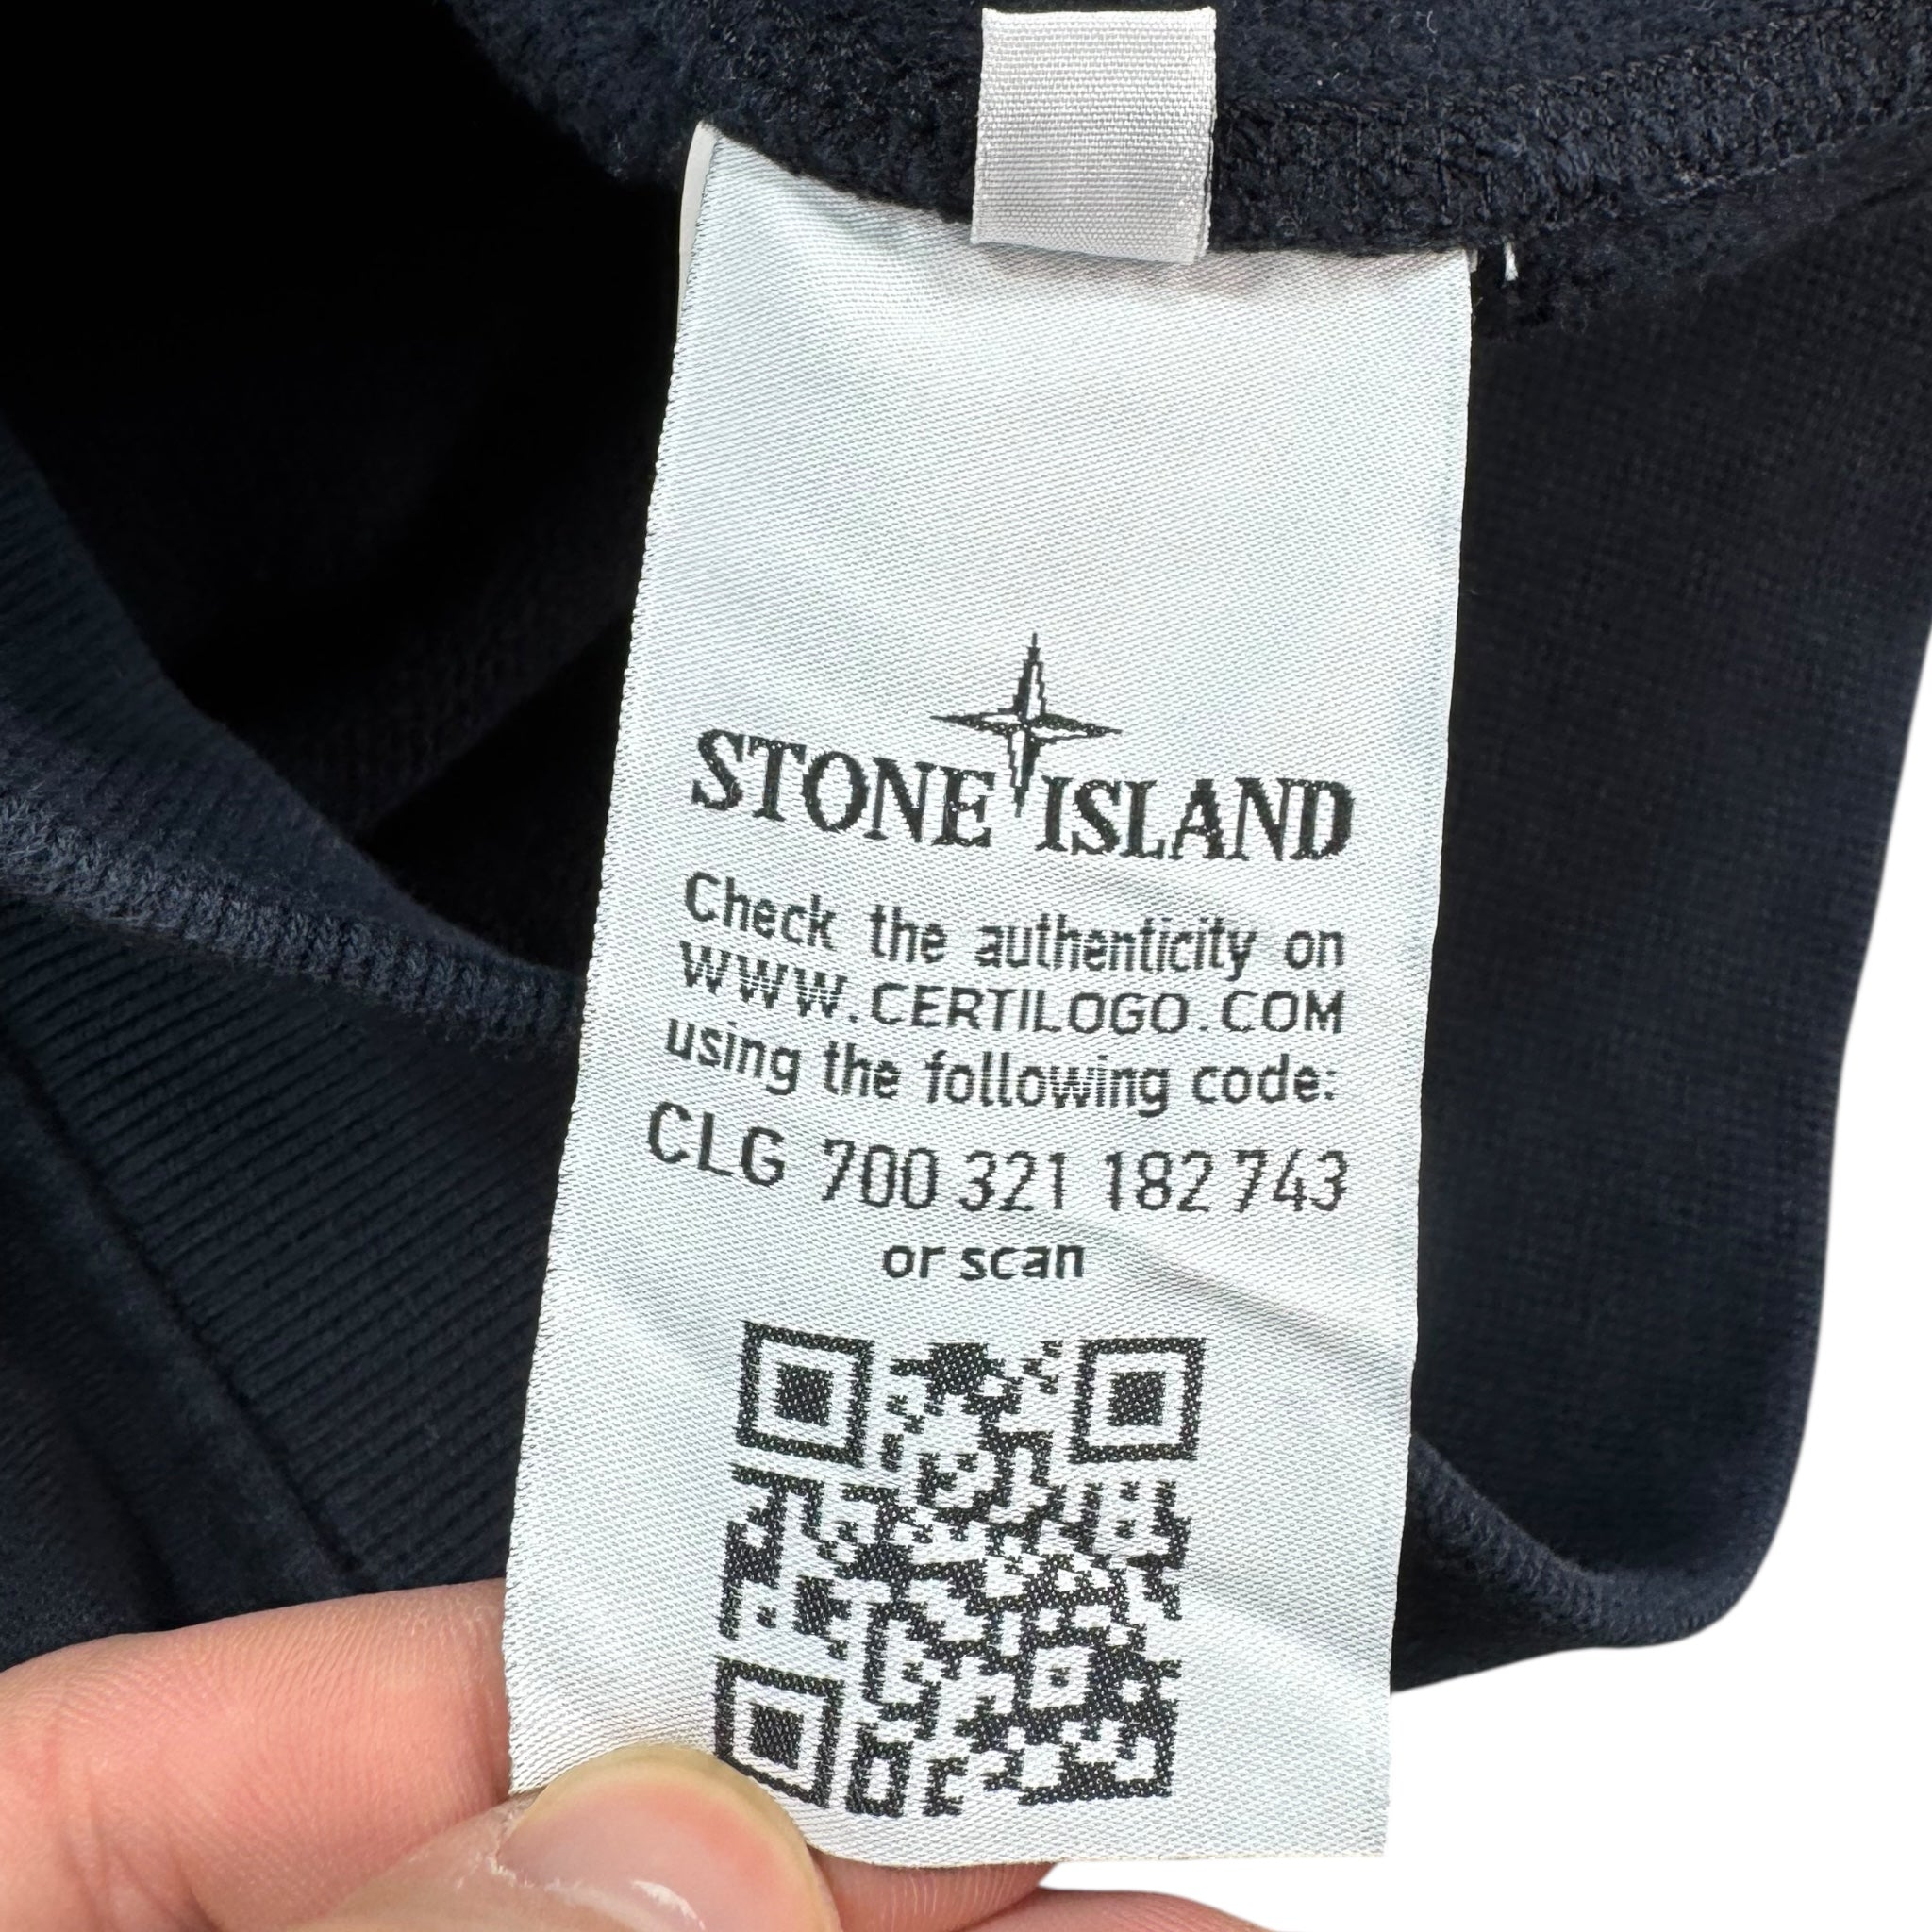 STONE ISLAND
Check the authenticity on
WWW.CERTILOGO.COM
using the following code:
CLG 700 321 182 743
or scan